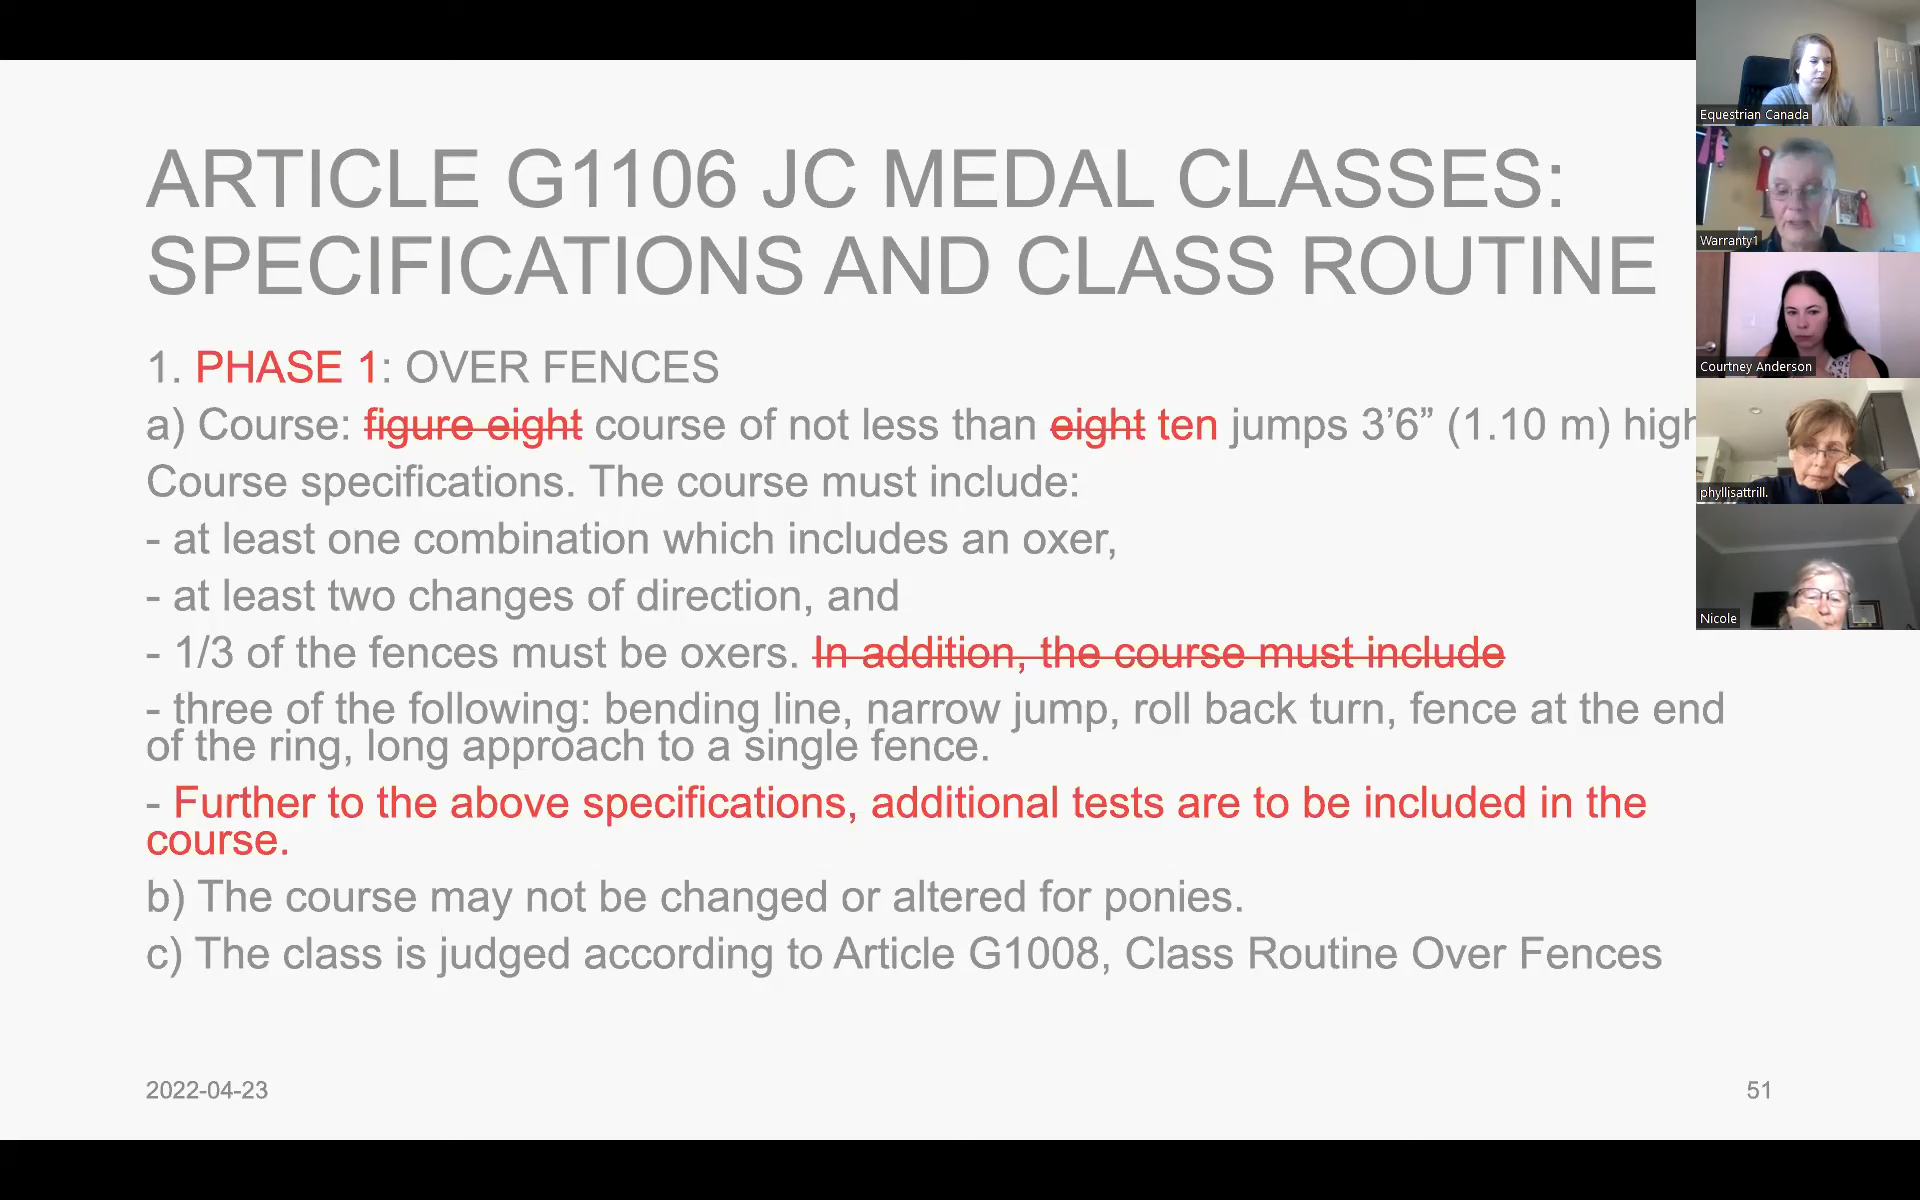 ARTICLE G1106 JC MEDAL CLASSES:
SPECIFICATIONS AND CLASS ROUTINE
1. PHASE 1: OVER FENCES
a) Course: figure eight course of not less than eight ten jumps 3’6” (1.10 m) high
Course specifications. The course must include:
- at least one combination which includes an oxer,
- at least two changes of direction, and
- 1/3 of the fences must be oxers. In addition, the course must include
- three of the following: bending line, narrow jump, roll back turn, fence at the end
of the ring, long approach to a single fence.
- Further to the above specifications, additional tests are to be included in the
course.
b) The course may not be changed or altered for ponies.
c) The class is judged according to Article G1008, Class Routine Over Fences
2022-04-23
51
Equestrian Canada
Warranty1
Courtney Anderson
phyllisattrill.
Nicole